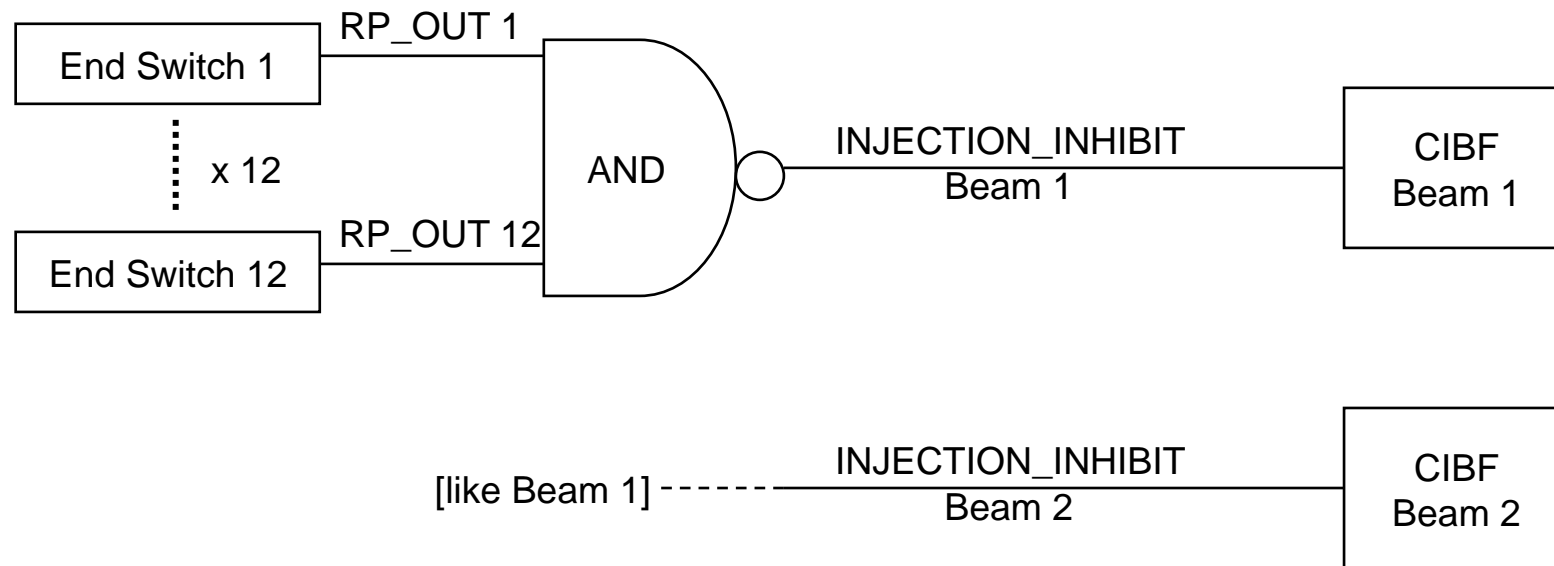 RP_OUT 1
End Switch 1
x 12
AND
RP_OUT 12
End Switch 12
INJECTION_INHIBIT
Beam 1
CIBF
Beam 1
[like Beam 1]
INJECTION_INHIBIT
Beam 2
CIBF
Beam 2